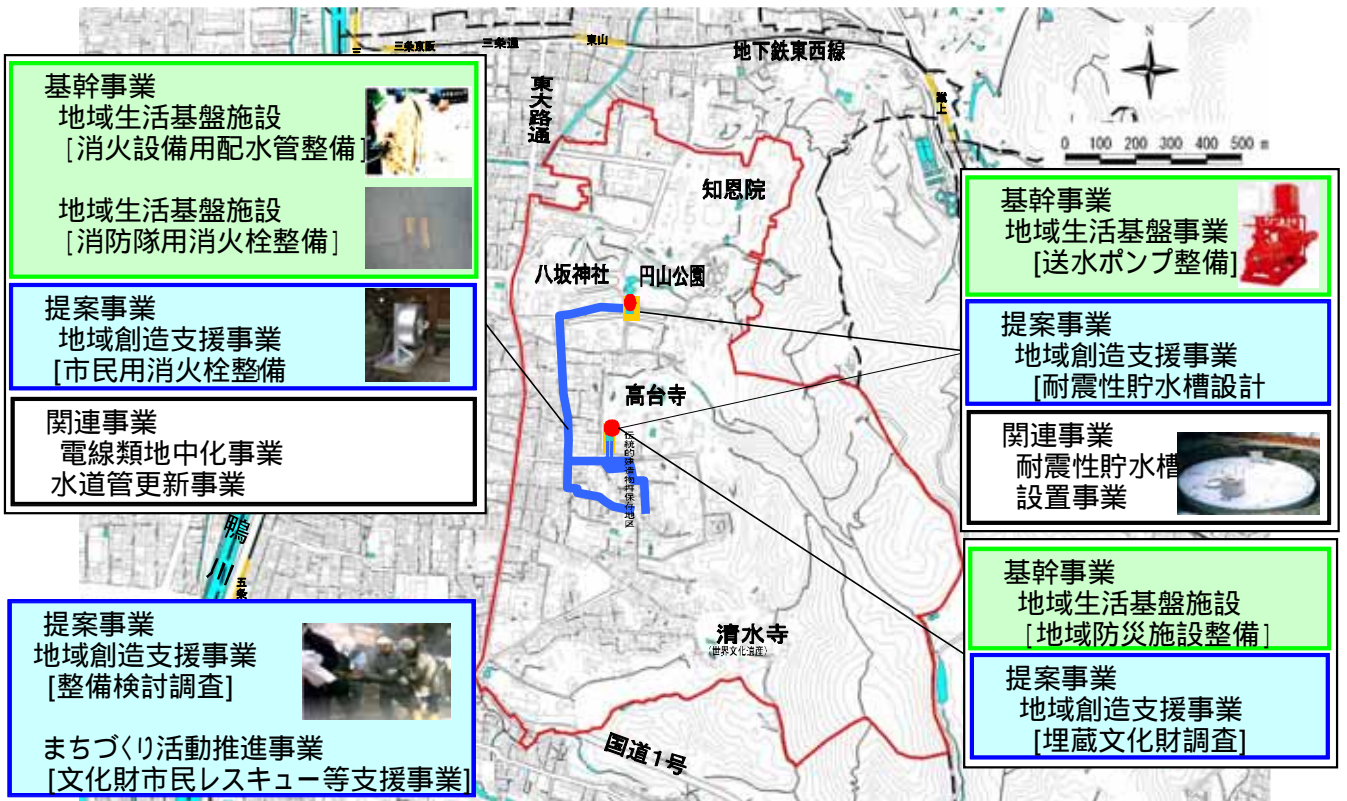 三条京阪
三条通
東山
地下鉄東西線
蹴上
東大路通
N
0 100 200 300 400 500 m
基幹事業
地域生活基盤施設
[消火設備用配水管整備]
地域生活基盤施設
[消防隊用消火栓整備]
提案事業
地域創造支援事業
[市民用消火栓整備
関連事業
電線類地中化事業
水道管更新事業
知恩院
八坂神社
円山公園
高台寺
清水寺
(世界文化遺産)
国道1号
鴨川
五条
基幹事業
地域生活基盤事業
[送水ポンプ整備]
提案事業
地域創造支援事業
[耐震性貯水槽設計
関連事業
耐震性貯水槽
設置事業
基幹事業
地域生活基盤施設
[地域防災施設整備]
提案事業
地域創造支援事業
[埋蔵文化財調査]
提案事業
地域創造支援事業
[整備検討調査]
まちづくり活動推進事業
[文化財市民レスキュー等支援事業]